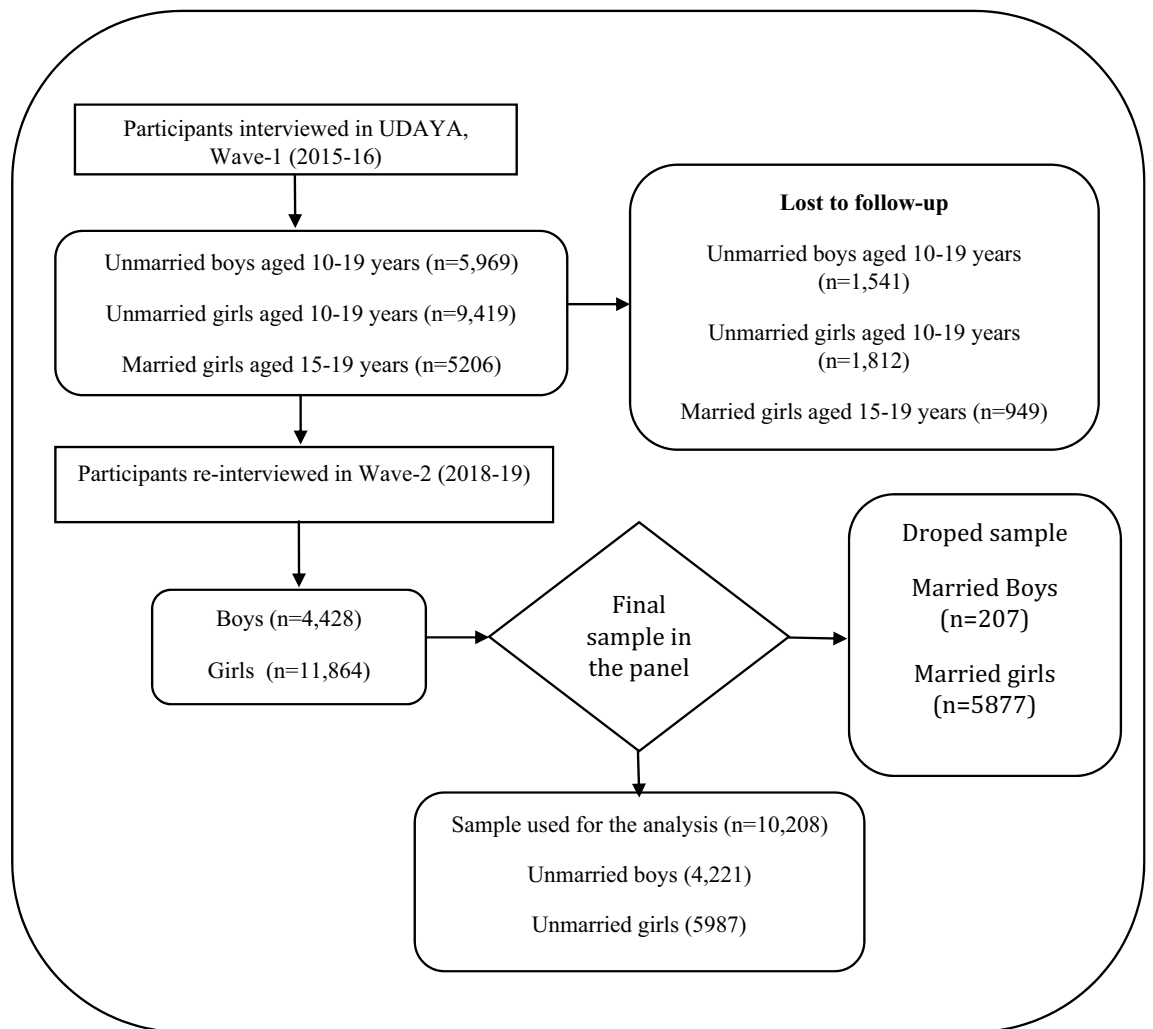 Participants interviewed in UDAYA,
Wave-1 (2015-16)
Unmarried boys aged 10-19 years (n=5,969)
Unmarried girls aged 10-19 years (n=9,419)
Married girls aged 15-19 years (n=5206)
Lost to follow-up
Unmarried boys aged 10-19 years
(n=1,541)
Unmarried girls aged 10-19 years
(n=1,812)
Married girls aged 15-19 years (n=949)
Participants re-interviewed in Wave-2 (2018-19)
Boys (n=4,428)
Girls (n=11,864)
Final
sample in
the panel
Droped sample
Married Boys
(n=207)
Married girls
(n=5877)
Sample used for the analysis (n=10,208)
Unmarried boys (4,221)
Unmarried girls (5987)